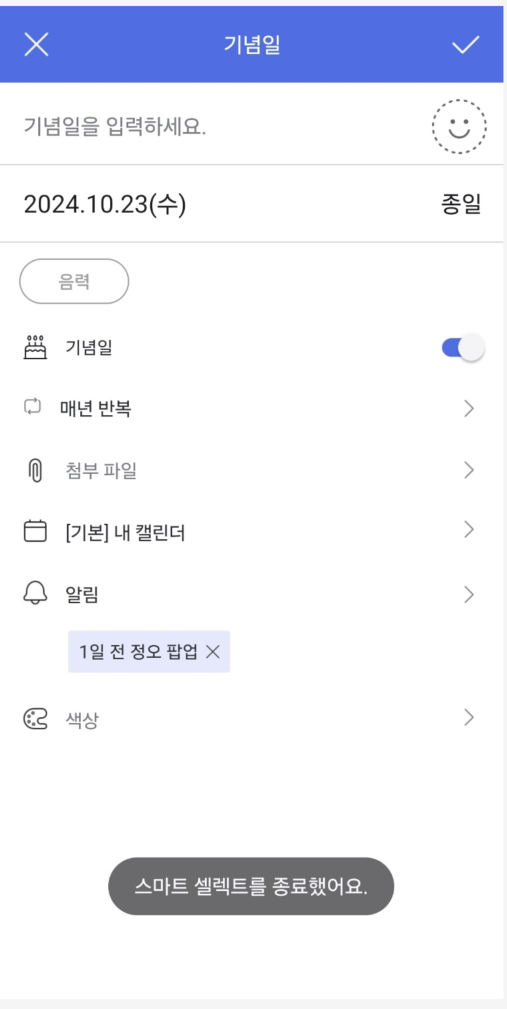 기념일
기념일을 입력하세요.
2024.10.23(수) 종일
음력
기념일
매년 반복
첨부 파일
[기본] 내 캘린더
알림
1일 전 정오 팝업
색상
스마트 셀렉트를 종료했어요.